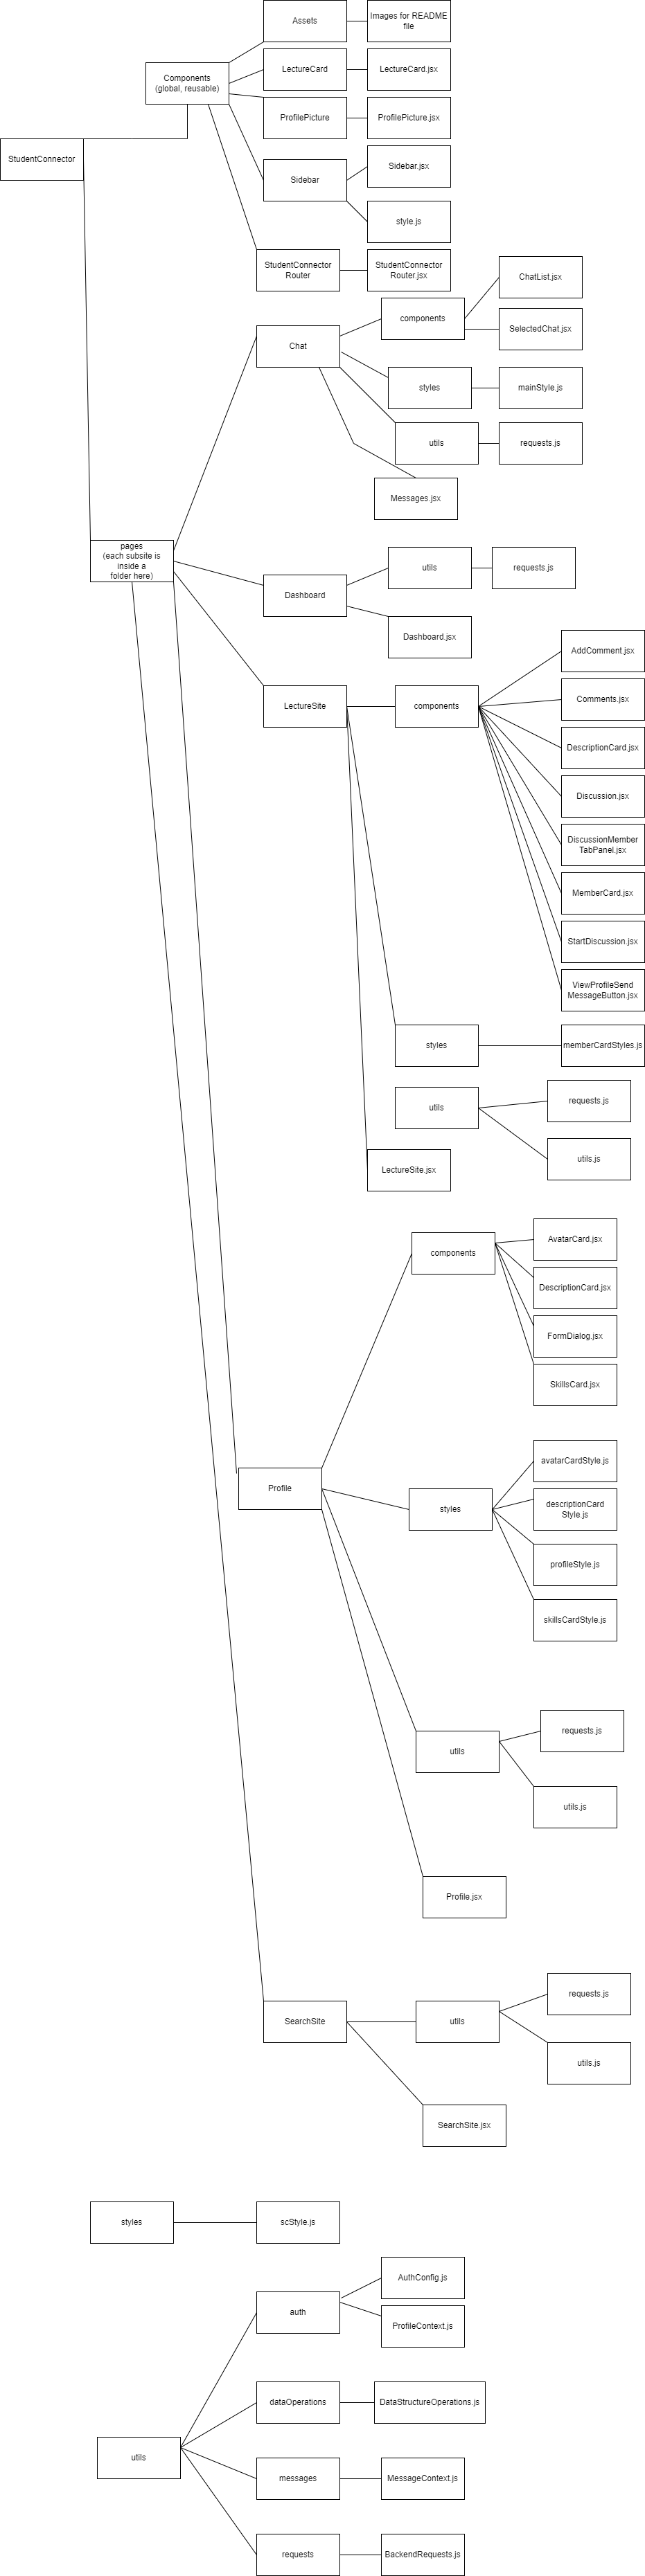 Assets
Images for README
file
LectureCard
LectureCard.jsx
Components
(global, reusable)
ProfilePicture
ProfilePicture.jsx
StudentConnector
Sidebar
Sidebar.jsx
style.js
StudentConnector
Router
StudentConnector
Router.jsx
ChatList.jsx
components
SelectedChat.jsx
Chat
styles
mainStyle.js
utils
requests.js
Messages.jsx
pages
(each subsite is
inside a
folder here)
utils
requests.js
Dashboard
Dashboard.jsx
AddComment.jsx
LectureSite
components
Comments.jsx
DescriptionCard.jsx
Discussion.jsx
DiscussionMember
TabPanel.jsx
MemberCard.jsx
StartDiscussion.jsx
ViewProfileSend
MessageButton.jsx
styles
memberCardStyles.js
utils
requests.js
utils.js
LectureSite.jsx
components
AvatarCard.jsx
DescriptionCard.jsx
FormDialog.jsx
SkillsCard.jsx
avatarCardStyle.js
Profile
styles
descriptionCard
Style.js
profileStyle.js
skillsCardStyle.js
requests.js
utils
utils.js
Profile.jsx
requests.js
SearchSite
utils
utils.js
SearchSite.jsx
styles
scStyle.js
AuthConfig.js
auth
ProfileContext.js
dataOperations
DataStructureOperations.js
utils
messages
MessageContext.js
requests
BackendRequests.js